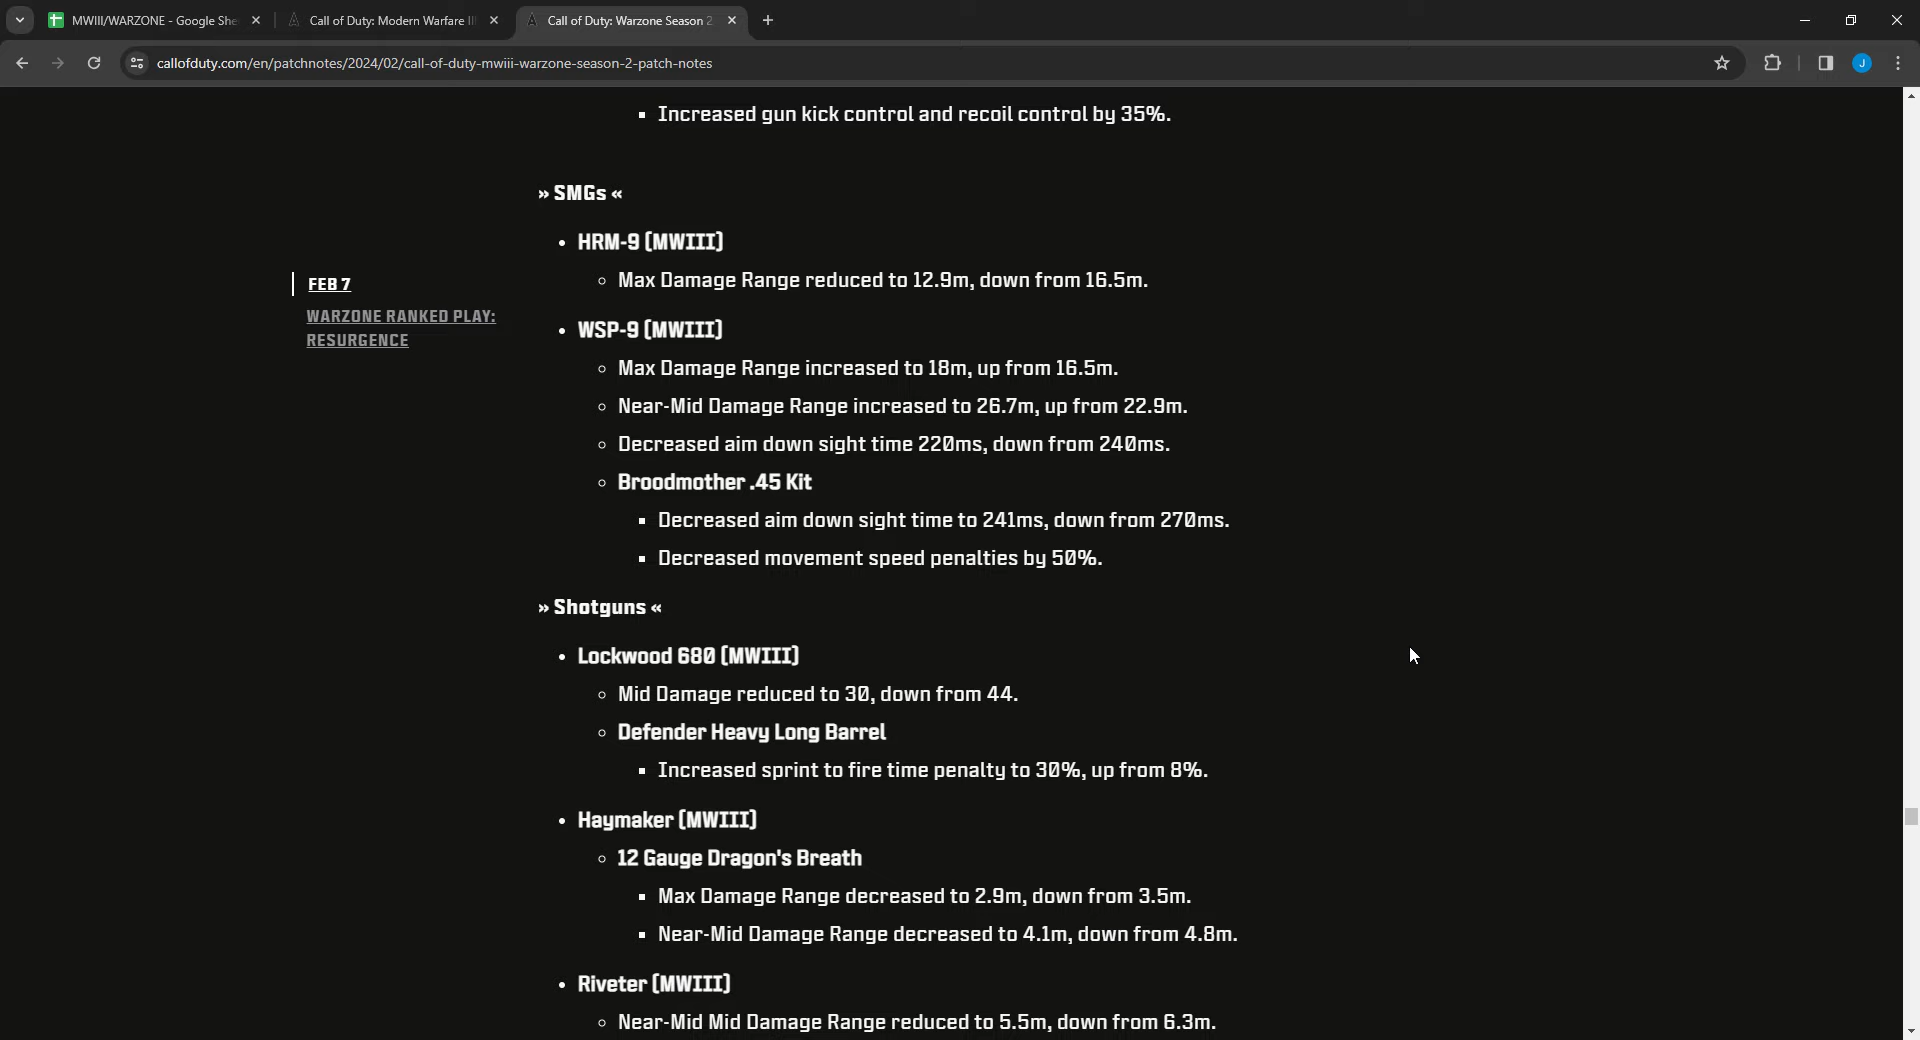 MWIII/WARZONE - Google She
Call of Duty: Modern Warfare II
Call of Duty: Warzone Season 2
callofduty.com/en/patchnotes/2024/02/call-of-duty-mwiii-warzone-season-2-patch-notes
J
▪ Increased gun kick control and recoil control by 35%.
» SMGs «
• HRM-9 (MWIII)
◦ Max Damage Range reduced to 12.9m, down from 16.5m.
FEB 7
WARZONE RANKED PLAY:
RESURGENCE
• WSP-9 (MWIII)
◦ Max Damage Range increased to 18m, up from 16.5m.
◦ Near-Mid Damage Range increased to 26.7m, up from 22.9m.
◦ Decreased aim down sight time 220ms, down from 240ms.
◦ Broodmother .45 Kit
▪ Decreased aim down sight time to 241ms, down from 270ms.
▪ Decreased movement speed penalties by 50%.
» Shotguns «
• Lockwood 680 (MWIII)
◦ Mid Damage reduced to 30, down from 44.
◦ Defender Heavy Long Barrel
▪ Increased sprint to fire time penalty to 30%, up from 8%.
• Haymaker (MWIII)
◦ 12 Gauge Dragon's Breath
▪ Max Damage Range decreased to 2.9m, down from 3.5m.
▪ Near-Mid Damage Range decreased to 4.1m, down from 4.8m.
• Riveter (MWIII)
◦ Near-Mid Mid Damage Range reduced to 5.5m, down from 6.3m.